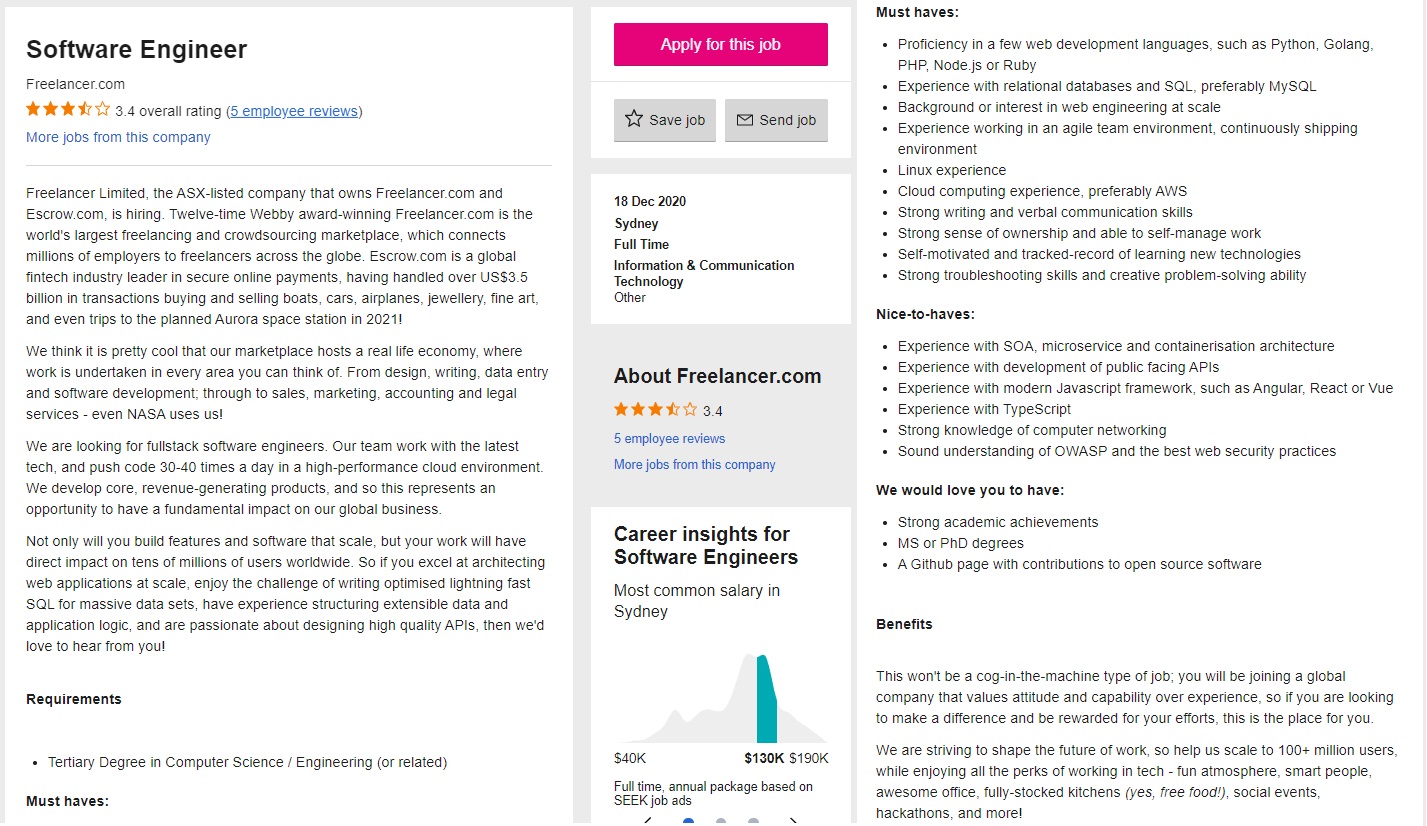 Software Engineer
Freelancer.com
3.4 overall rating (5 employee reviews)
More jobs from this company
Freelancer Limited, the ASX-listed company that owns Freelancer.com and
Escrow.com, is hiring. Twelve-time Webby award-winning Freelancer.com is the
world's largest freelancing and crowdsourcing marketplace, which connects
millions of employers to freelancers across the globe. Escrow.com is a global
fintech industry leader in secure online payments, having handled over US$3.5
billion in transactions buying and selling boats, cars, airplanes, jewellery, fine art,
and even trips to the planned Aurora space station in 2021!
We think it is pretty cool that our marketplace hosts a real life economy, where
work is undertaken in every area you can think of. From design, writing, data entry
and software development; through to sales, marketing, accounting and legal
services - even NASA uses us!
We are looking for fullstack software engineers. Our team work with the latest
tech, and push code 30-40 times a day in a high-performance cloud environment.
We develop core, revenue-generating products, and so this represents an
opportunity to have a fundamental impact on our global business.
Not only will you build features and software that scale, but your work will have
direct impact on tens of millions of users worldwide. So if you excel at architecting
web applications at scale, enjoy the challenge of writing optimised lightning fast
SQL for massive data sets, have experience structuring extensible data and
application logic, and are passionate about designing high quality APIs, then we'd
love to hear from you!
Requirements
• Tertiary Degree in Computer Science / Engineering (or related)
Must haves:
Apply for this job
Save job
Send job
18 Dec 2020
Sydney
Full Time
Information & Communication
Technology
Other
About Freelancer.com
3.4
5 employee reviews
More jobs from this company
Career insights for
Software Engineers
Most common salary in
Sydney
$40K $130K $190K
Full time, annual package based on
SEEK job ads
Must haves:
• Proficiency in a few web development languages, such as Python, Golang,
PHP, Node.js or Ruby
• Experience with relational databases and SQL, preferably MySQL
• Background or interest in web engineering at scale
• Experience working in an agile team environment, continuously shipping
environment
• Linux experience
• Cloud computing experience, preferably AWS
• Strong writing and verbal communication skills
• Strong sense of ownership and able to self-manage work
• Self-motivated and tracked-record of learning new technologies
• Strong troubleshooting skills and creative problem-solving ability
Nice-to-haves:
• Experience with SOA, microservice and containerisation architecture
• Experience with development of public facing APIs
• Experience with modern Javascript framework, such as Angular, React or Vue
• Experience with TypeScript
• Strong knowledge of computer networking
• Sound understanding of OWASP and the best web security practices
We would love you to have:
• Strong academic achievements
• MS or PhD degrees
• A Github page with contributions to open source software
Benefits
This won't be a cog-in-the-machine type of job; you will be joining a global
company that values attitude and capability over experience, so if you are looking
to make a difference and be rewarded for your efforts, this is the place for you.
We are striving to shape the future of work, so help us scale to 100+ million users,
while enjoying all the perks of working in tech - fun atmosphere, smart people,
awesome office, fully-stocked kitchens (yes, free food!), social events,
hackathons, and more!